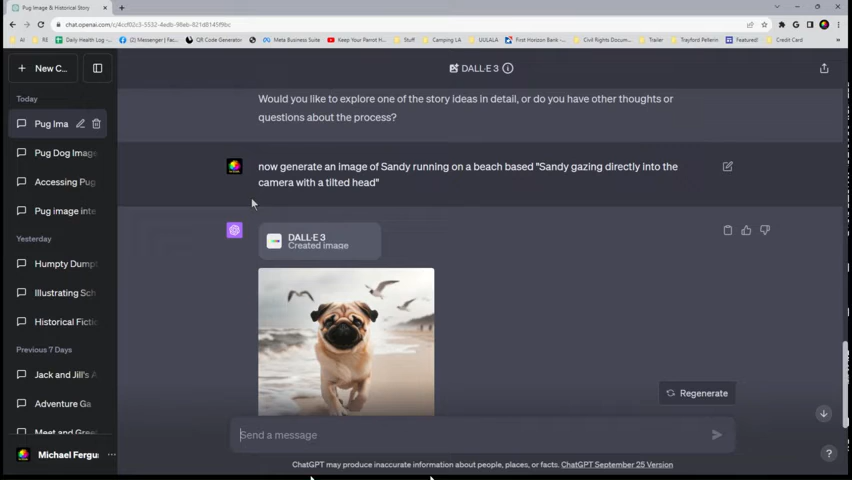 Pug Image & Historical Story
chat.openai.com/c/4ccf02c3-5532-4edb-98eb-821d8145f9bc
AI
RE
Daily Health Log -...
(2) Messenger | Fac...
QR Code Generator
Meta Business Suite
Keep Your Parrot H...
Stuff
Camping LA
UULALA
First Horizon Bank -...
Civil Rights Docum...
Trailer
Treyford Pellerin
Featured!
Credit Card
New C...
DALL·E 3
Today
Would you like to explore one of the story ideas in detail, or do you have other thoughts or
questions about the process?
Pug Ima
Pug Dog Image
Accessing Pug
Pug image inte
now generate an image of Sandy running on a beach based "Sandy gazing directly into the
camera with a tilted head"
Yesterday
Humpty Dumpt
Illustrating Sch
Historical Fictio
DALL·E 3
Created image
Previous 7 Days
Jack and Jill's A
Adventure Ga
Meet and Greet
Regenerate
Send a message
Michael Fergu
ChatGPT may produce inaccurate information about people, places, or facts. ChatGPT September 25 Version